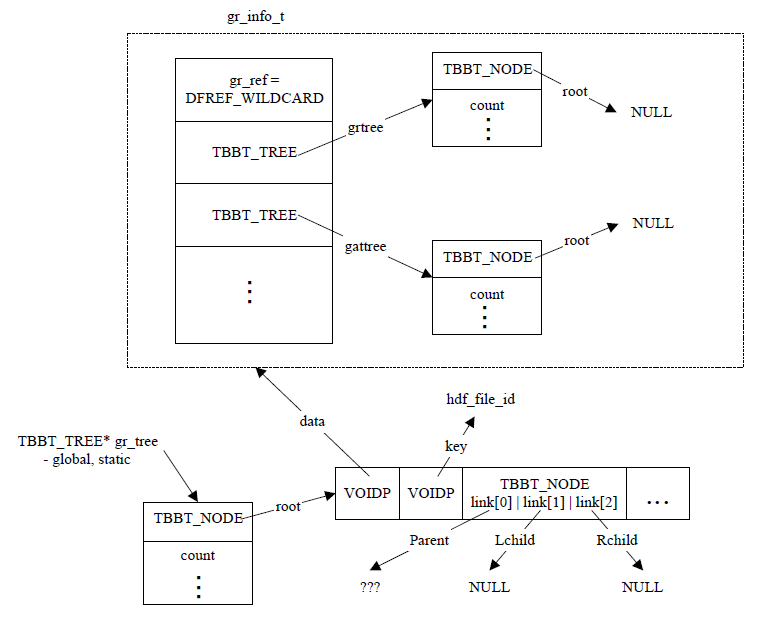 gr_info_t
gr_ref =
DFREF_WILDCARD
TBBT_TREE
TBBT_TREE
⋮
grtree
gattree
TBBT_NODE
count
⋮
root
NULL
TBBT_NODE
count
⋮
root
NULL
data
hdf_file_id
key
TBBT_TREE* gr_tree
- global, static
TBBT_NODE
count
⋮
root
VOIDP
VOIDP
TBBT_NODE
link[0] | link[1] | link[2]
...
Parent
Lchild
Rchild
???
NULL
NULL